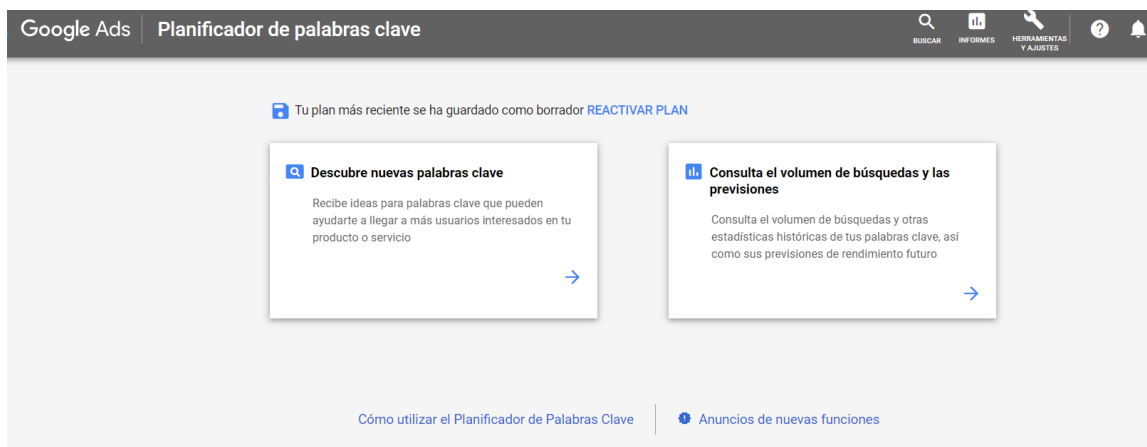 Google Ads
Planificador de palabras clave
BUSCAR
INFORMES
HERRAMIENTAS
Y AJUSTES
Tu plan más reciente se ha guardado como borrador REACTIVAR PLAN
Descubre nuevas palabras clave
Recibe ideas para palabras clave que pueden
ayudarte a llegar a más usuarios interesados en tu
producto o servicio
Consulta el volumen de búsquedas y las
previsiones
Consulta el volumen de búsquedas y otras
estadísticas históricas de tus palabras clave, así
como sus previsiones de rendimiento futuro
Cómo utilizar el Planificador de Palabras Clave
Anuncios de nuevas funciones